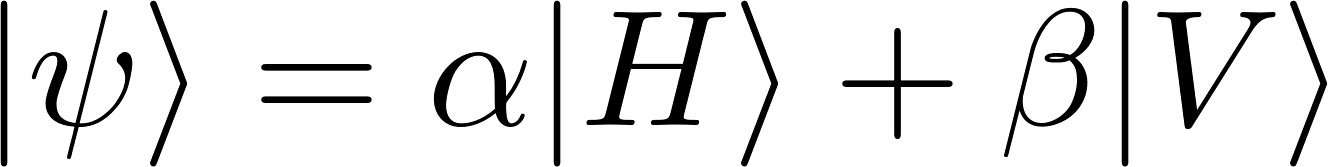 |ψ⟩ = α|H⟩ + β|V⟩